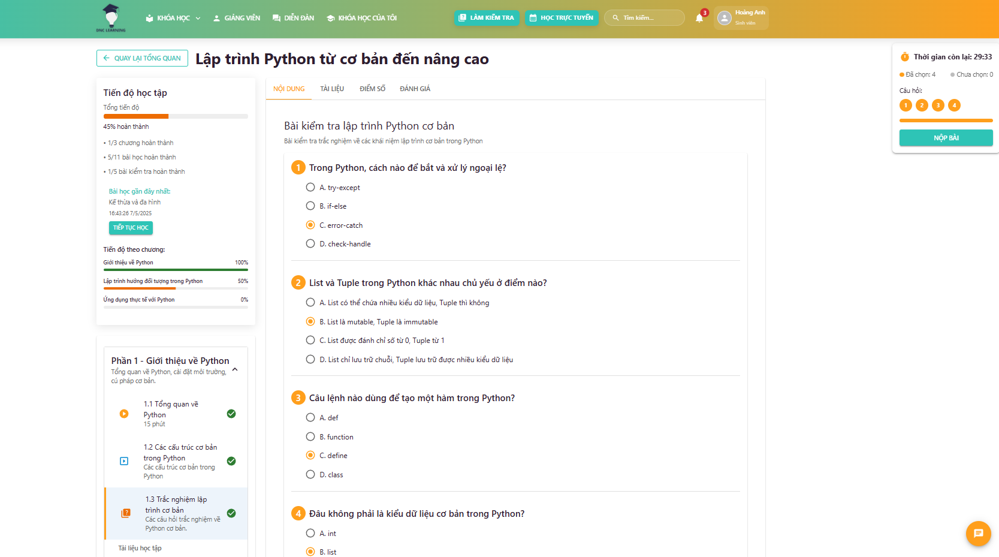 DNC LEARNING
KHÓA HỌC
GIẢNG VIÊN
DIỄN ĐÀN
KHÓA HỌC CỦA TÔI
LÀM KIỂM TRA
HỌC TRỰC TUYẾN
Tìm kiếm...
3
Hoàng Anh
Sinh viên
QUAY LẠI TỔNG QUAN
Lập trình Python từ cơ bản đến nâng cao
Thời gian còn lại: 29:33
Đã chọn: 4
Chưa chọn: 0
Câu hỏi:
1 2 3 4
NỘP BÀI
Tiến độ học tập
Tổng tiến độ
45% hoàn thành
• 1/3 chương hoàn thành
• 5/11 bài học hoàn thành
• 1/5 bài kiểm tra hoàn thành
Bài học gần đây nhất:
Kế thừa và đa hình
16:43:26 7/5/2025
TIẾP TỤC HỌC
Tiến độ theo chương:
Giới thiệu về Python 100%
Lập trình hướng đối tượng trong Python 50%
Ứng dụng thực tế với Python 0%
Phần 1 - Giới thiệu về Python
Tổng quan về Python, cài đặt môi trường,
cú pháp cơ bản.
1.1 Tổng quan về
Python
15 phút
1.2 Các cấu trúc cơ bản
trong Python
Các cấu trúc cơ bản trong
Python
1.3 Trắc nghiệm lập
trình cơ bản
Các câu hỏi trắc nghiệm về
Python cơ bản.
Tài liệu học tập
NỘI DUNG
TÀI LIỆU
ĐIỂM SỐ
ĐÁNH GIÁ
Bài kiểm tra lập trình Python cơ bản
Bài kiểm tra trắc nghiệm về các khái niệm lập trình cơ bản trong Python
1 Trong Python, cách nào để bắt và xử lý ngoại lệ?
A. try-except
B. if-else
C. error-catch
D. check-handle
2 List và Tuple trong Python khác nhau chủ yếu ở điểm nào?
A. List có thể chứa nhiều kiểu dữ liệu, Tuple thì không
B. List là mutable, Tuple là immutable
C. List được đánh chỉ số từ 0, Tuple từ 1
D. List chỉ lưu trữ chuỗi, Tuple lưu trữ được nhiều kiểu dữ liệu
3 Câu lệnh nào dùng để tạo một hàm trong Python?
A. def
B. function
C. define
D. class
4 Đâu không phải là kiểu dữ liệu cơ bản trong Python?
A. int
B. list